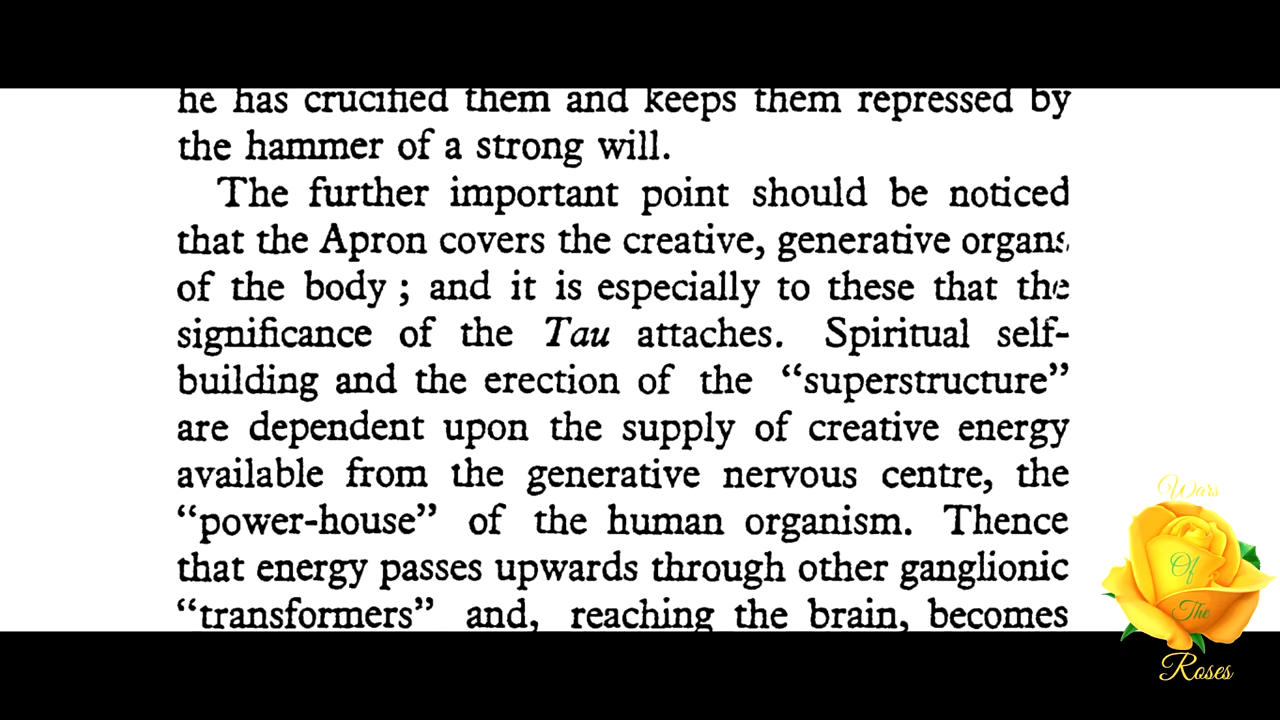 he has crucified them and keeps them repressed by
the hammer of a strong will.
The further important point should be noticed
that the Apron covers the creative, generative organs
of the body ; and it is especially to these that the
significance of the Tau attaches. Spiritual self-
building and the erection of the “superstructure”
are dependent upon the supply of creative energy
available from the generative nervous centre, the
“power-house” of the human organism. Thence
that energy passes upwards through other ganglionic
“transformers” and, reaching the brain, becomes
Wars
Of
The
Roses